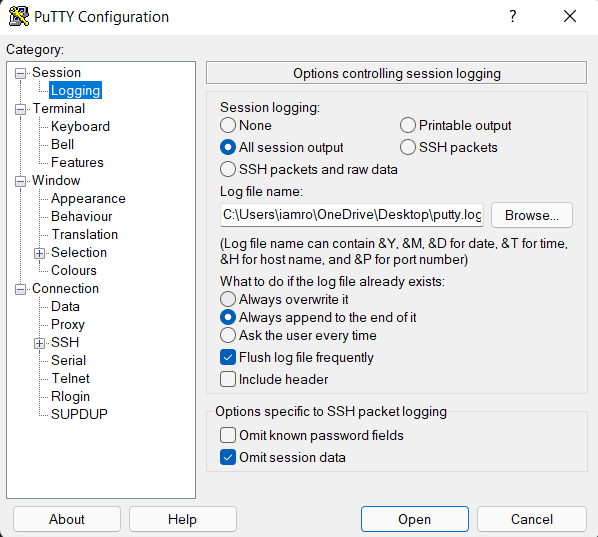 PuTTY Configuration
?
Category:
Session
Logging
Terminal
Keyboard
Bell
Features
Window
Appearance
Behaviour
Translation
Selection
Colours
Connection
Data
Proxy
SSH
Serial
Telnet
Rlogin
SUPDUP
Options controlling session logging
Session logging:
None
Printable output
All session output
SSH packets
SSH packets and raw data
Log file name:
C:\Users\iamro\OneDrive\Desktop\putty.log
Browse...
(Log file name can contain &Y, &M, &D for date, &T for time,
&H for host name, and &P for port number)
What to do if the log file already exists:
Always overwrite it
Always append to the end of it
Ask the user every time
Flush log file frequently
Include header
Options specific to SSH packet logging
Omit known password fields
Omit session data
About
Help
Open
Cancel